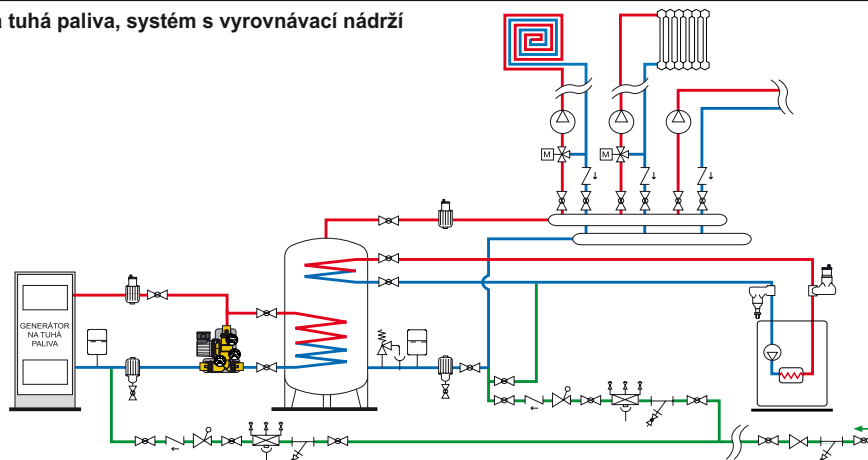 a tuhá paliva, systém s vyrovnávací nádrží
M
M
GENERÁTOR
NA TUHÁ
PALIVA